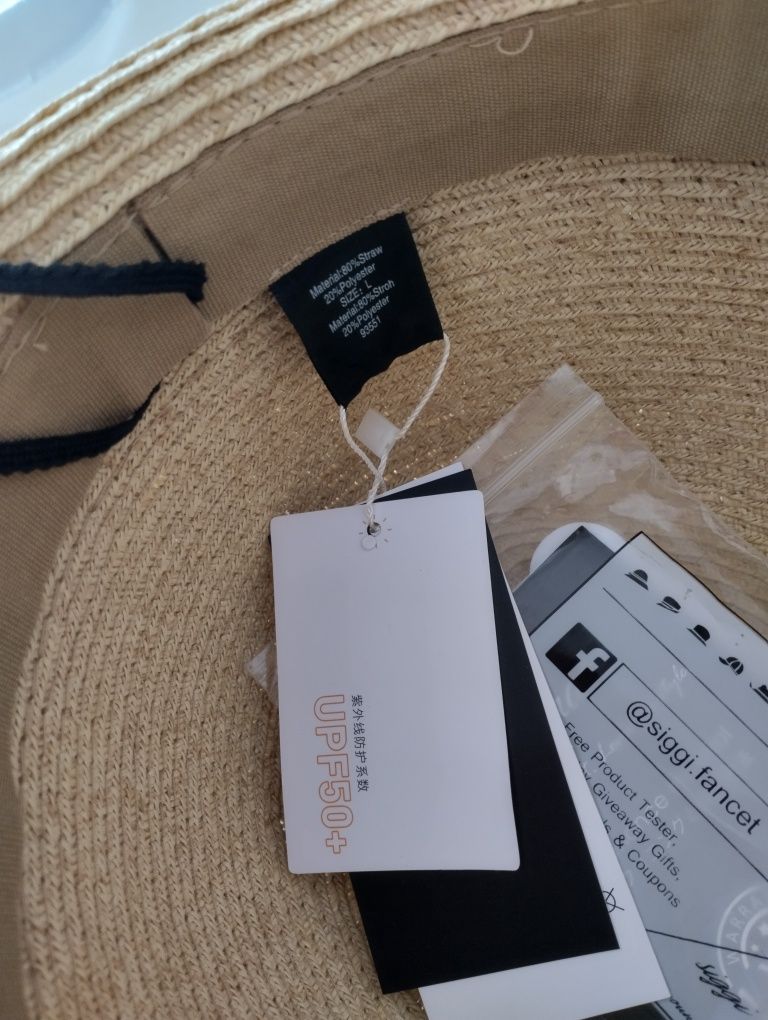 Material:80%Straw
20%Polyester
SIZE: L
Material:80%Stroh
20%Polyester
93551
紫外线防护系数
UPF50+
f
@siggi.fancet
Free Product Tester,
Giveaway Gifts,
& Coupons
siggi